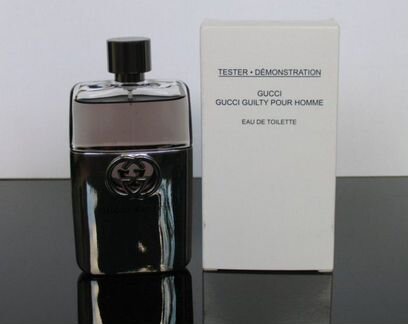 TESTER • DÉMONSTRATION
GUCCI
GUCCI GUILTY POUR HOMME
EAU DE TOILETTE